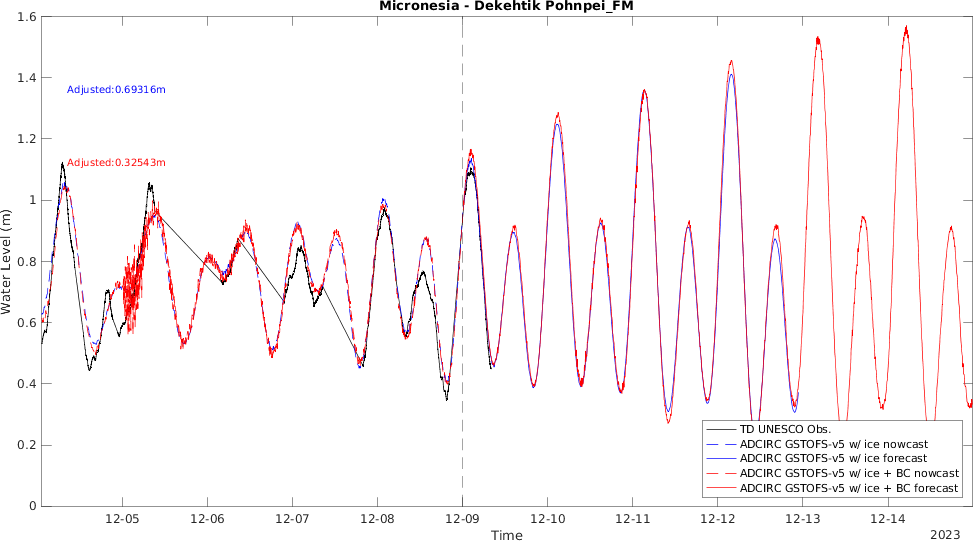 Micronesia - Dekehtik Pohnpei_FM
1.6
1.4
1.2
1
0.8
0.6
0.4
0.2
0
Water Level (m)
Adjusted:0.69316m
Adjusted:0.32543m
TD UNESCO Obs.
ADCIRC GSTOFS-v5 w/ ice nowcast
ADCIRC GSTOFS-v5 w/ ice forecast
ADCIRC GSTOFS-v5 w/ ice + BC nowcast
ADCIRC GSTOFS-v5 w/ ice + BC forecast
12-05 12-06 12-07 12-08 12-09 12-10 12-11 12-12 12-13 12-14
Time
2023